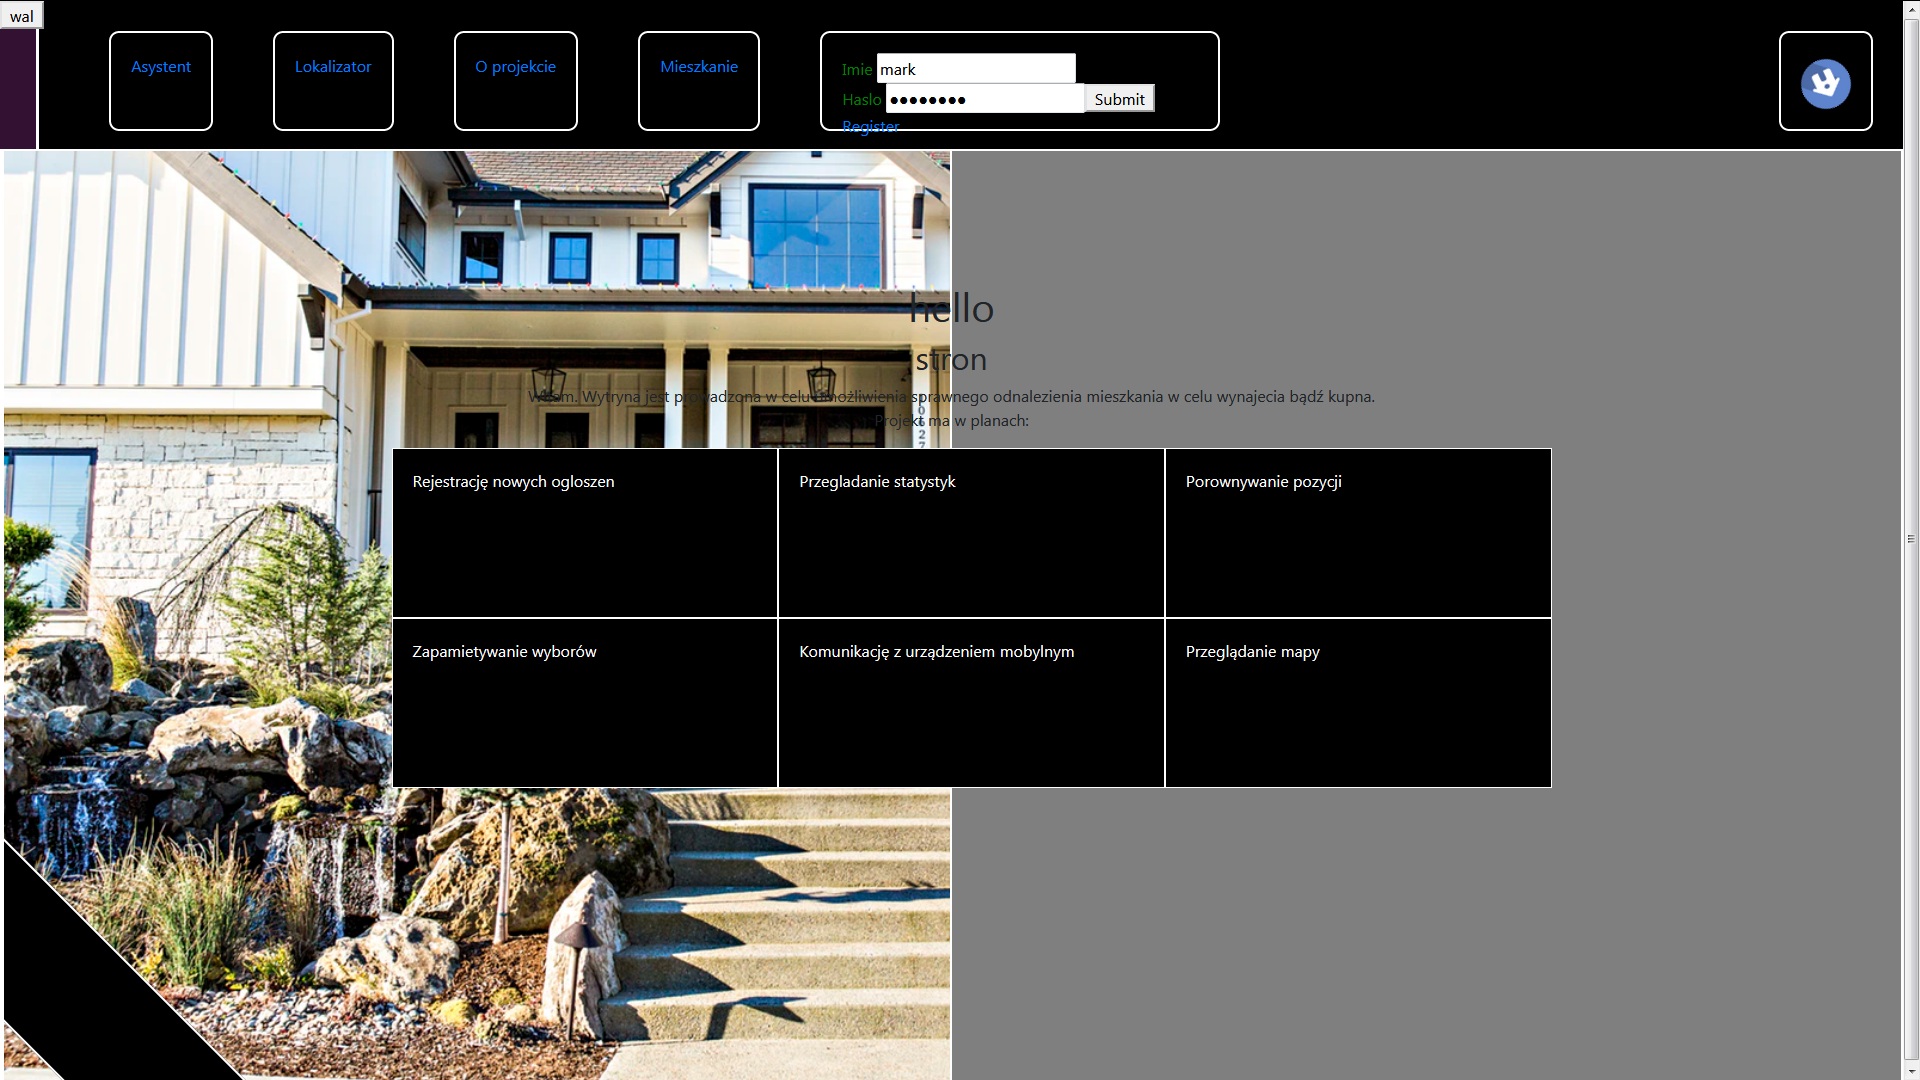 wal
Asystent
Lokalizator
O projekcie
Mieszkanie
Imie mark
Haslo ●●●●●●●● Submit
Register
hello
stron
Witam. Wytryna jest prowadzona w celu umożliwienia sprawnego odnalezienia mieszkania w celu wynajecia bądź kupna.
Projekt ma w planach:
Rejestrację nowych ogloszen
Przegladanie statystyk
Porownywanie pozycji
Zapamietywanie wyborów
Komunikację z urządzeniem mobylnym
Przeglądanie mapy